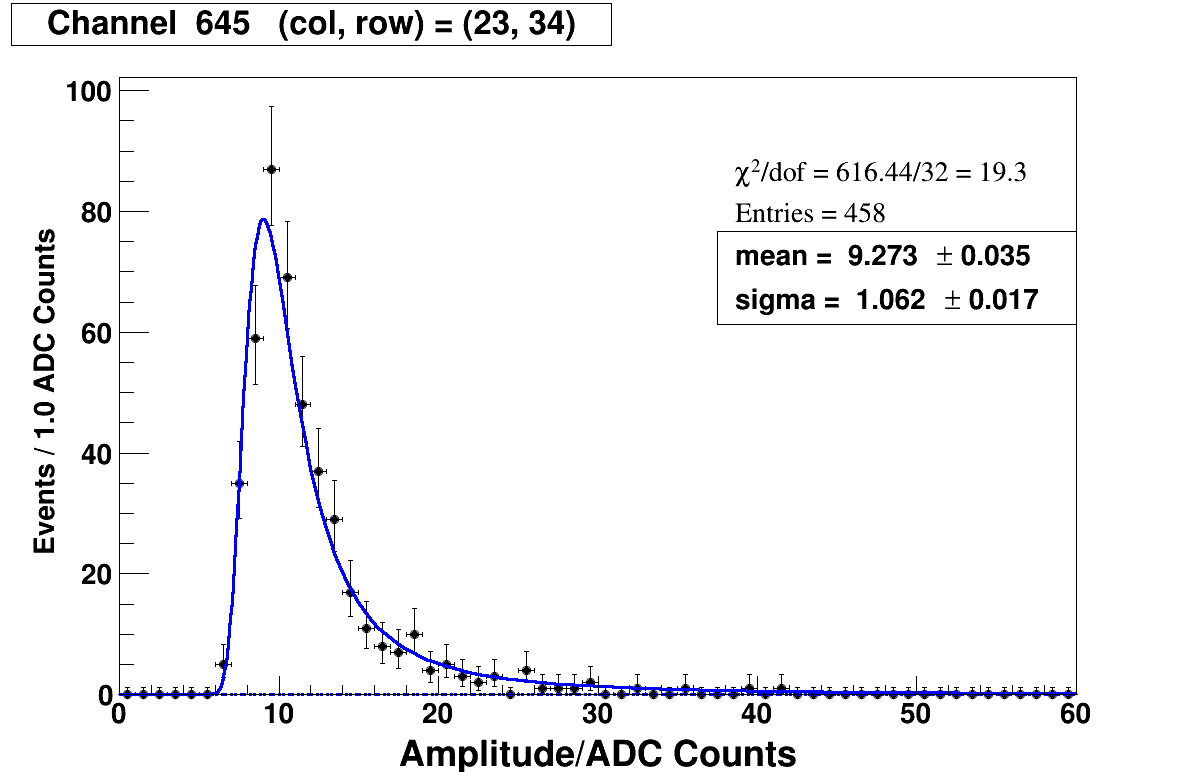 Channel 645 (col, row) = (23, 34)
100
80
60
40
20
0
Events / 1.0 ADC Counts
χ²/dof = 616.44/32 = 19.3
Entries = 458
mean = 9.273 ± 0.035
sigma = 1.062 ± 0.017
0 10 20 30 40 50 60
Amplitude/ADC Counts